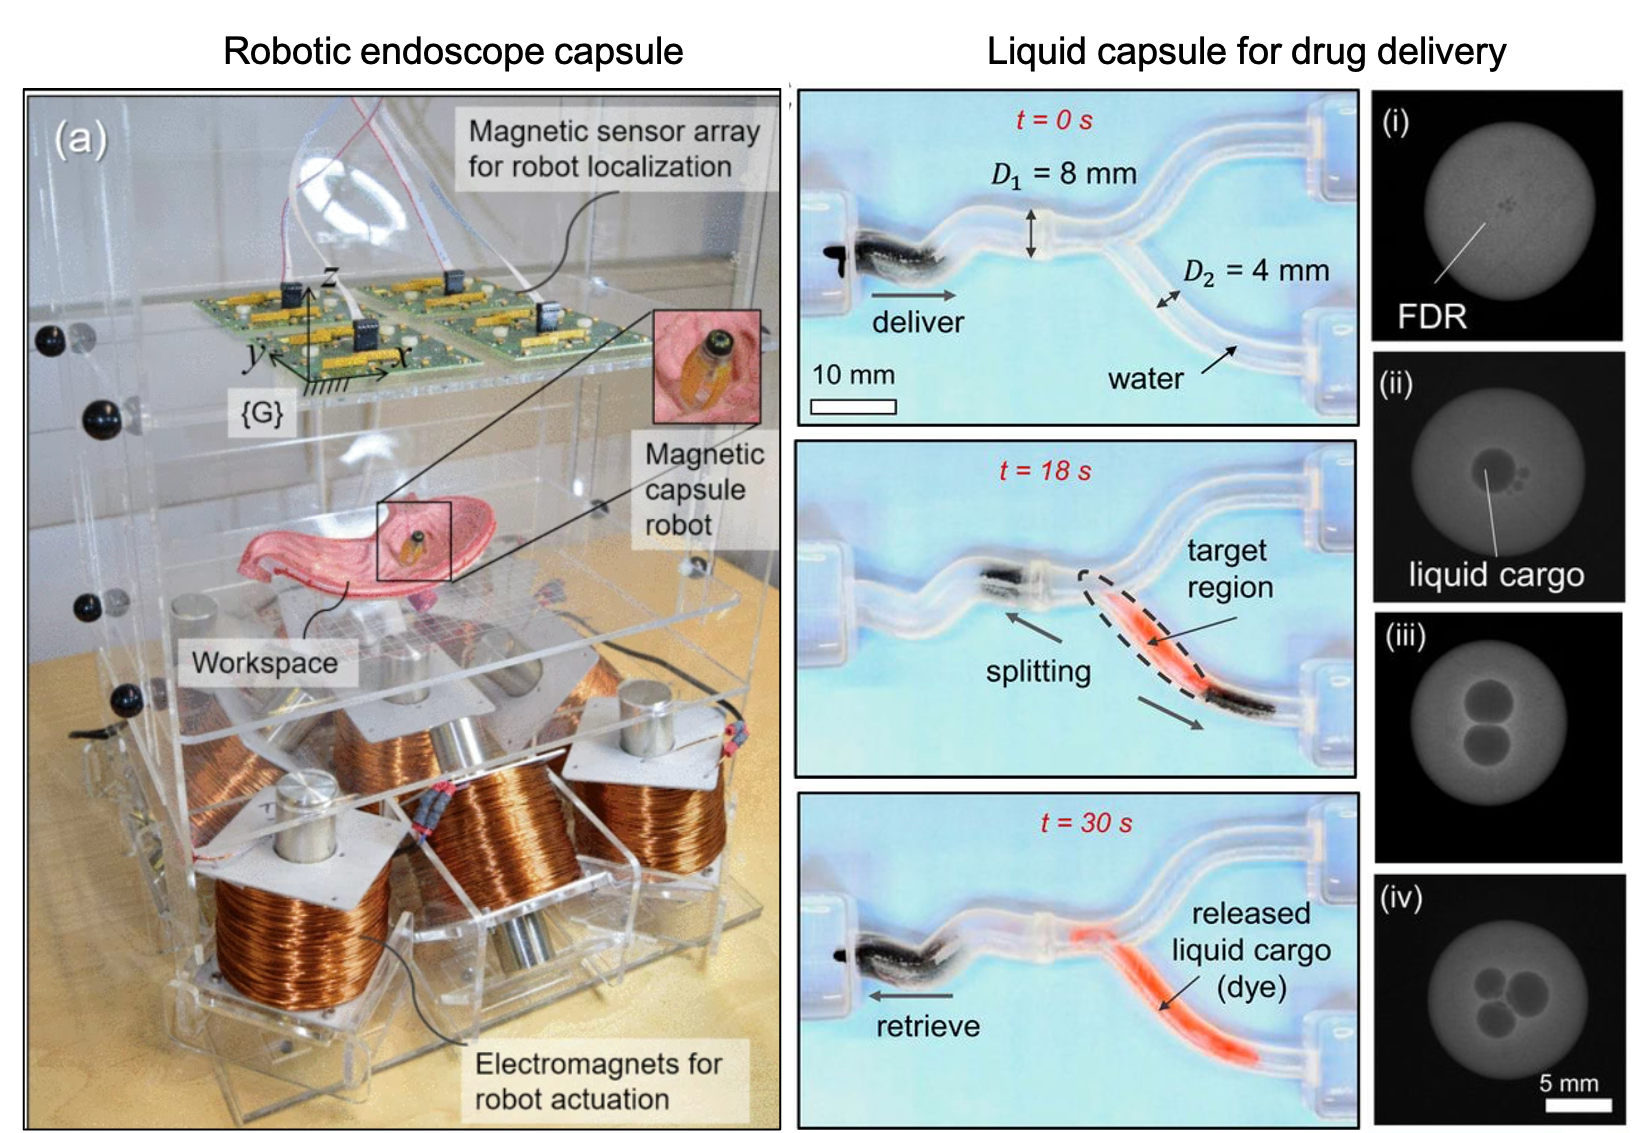 Robotic endoscope capsule
Liquid capsule for drug delivery
(a)
Magnetic sensor array
for robot localization
z
y
x
{G}
Magnetic
capsule
robot
Workspace
Electromagnets for
robot actuation
t = 0 s
D₁ = 8 mm
D₂ = 4 mm
deliver
10 mm
water
t = 18 s
target
region
splitting
t = 30 s
released
liquid cargo
(dye)
retrieve
(i)
FDR
(ii)
liquid cargo
(iii)
(iv)
5 mm